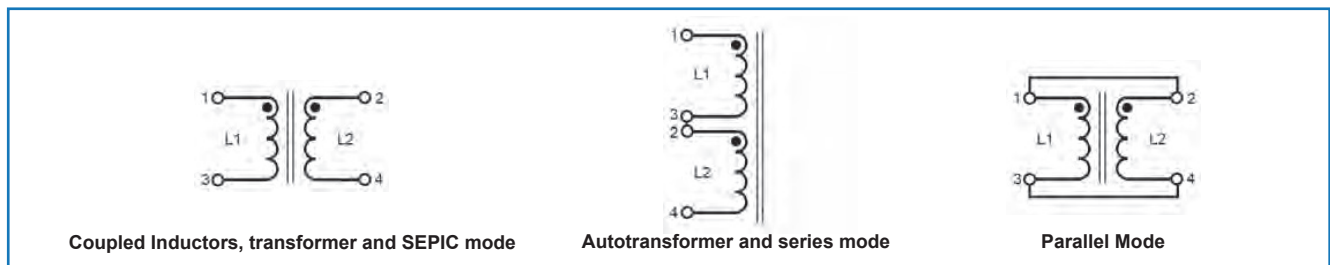 1 2
L1 L2
3 4
Coupled Inductors, transformer and SEPIC mode
1
L1
3
2
L2
4
Autotransformer and series mode
1 2
L1 L2
3 4
Parallel Mode